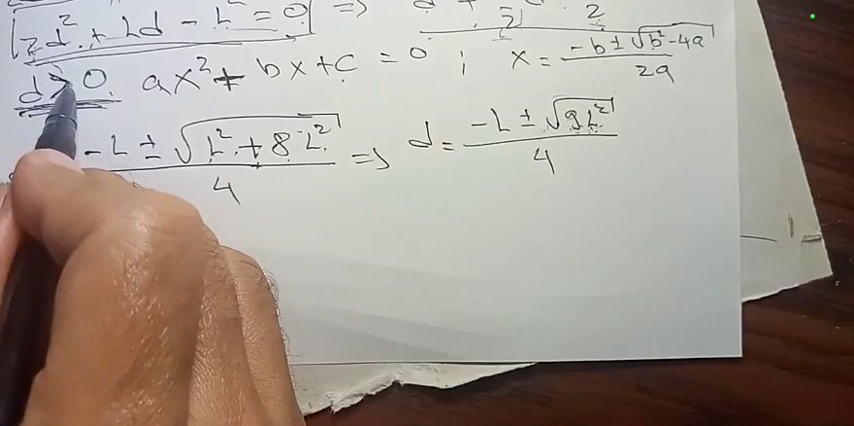 2d² + Ld - L² = 0 ⇒
d > 0. ax² + bx + C = 0 ; x = (-b ± √(b² - 4a)) / 2a
-L ± √(L² + 8L²) / 4 ⇒ d = (-L ± √(9L²)) / 4